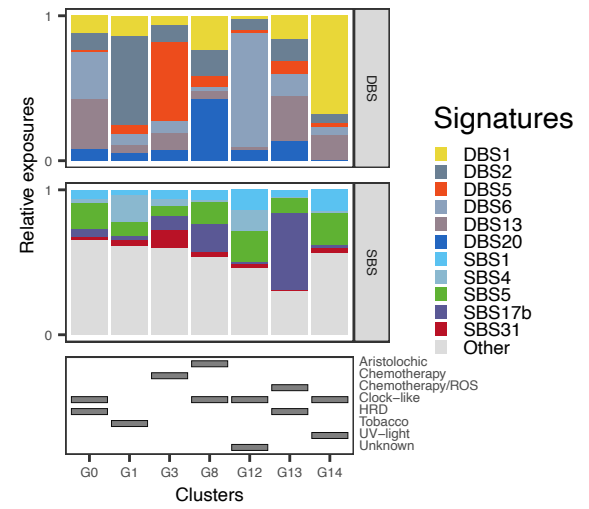 Relative exposures
1
0
DBS
1
0
SBS
Signatures
DBS1
DBS2
DBS5
DBS6
DBS13
DBS20
SBS1
SBS4
SBS5
SBS17b
SBS31
Other
Aristolochic
Chemotherapy
Chemotherapy/ROS
Clock−like
HRD
Tobacco
UV−light
Unknown
G0 G1 G3 G8 G12 G13 G14
Clusters